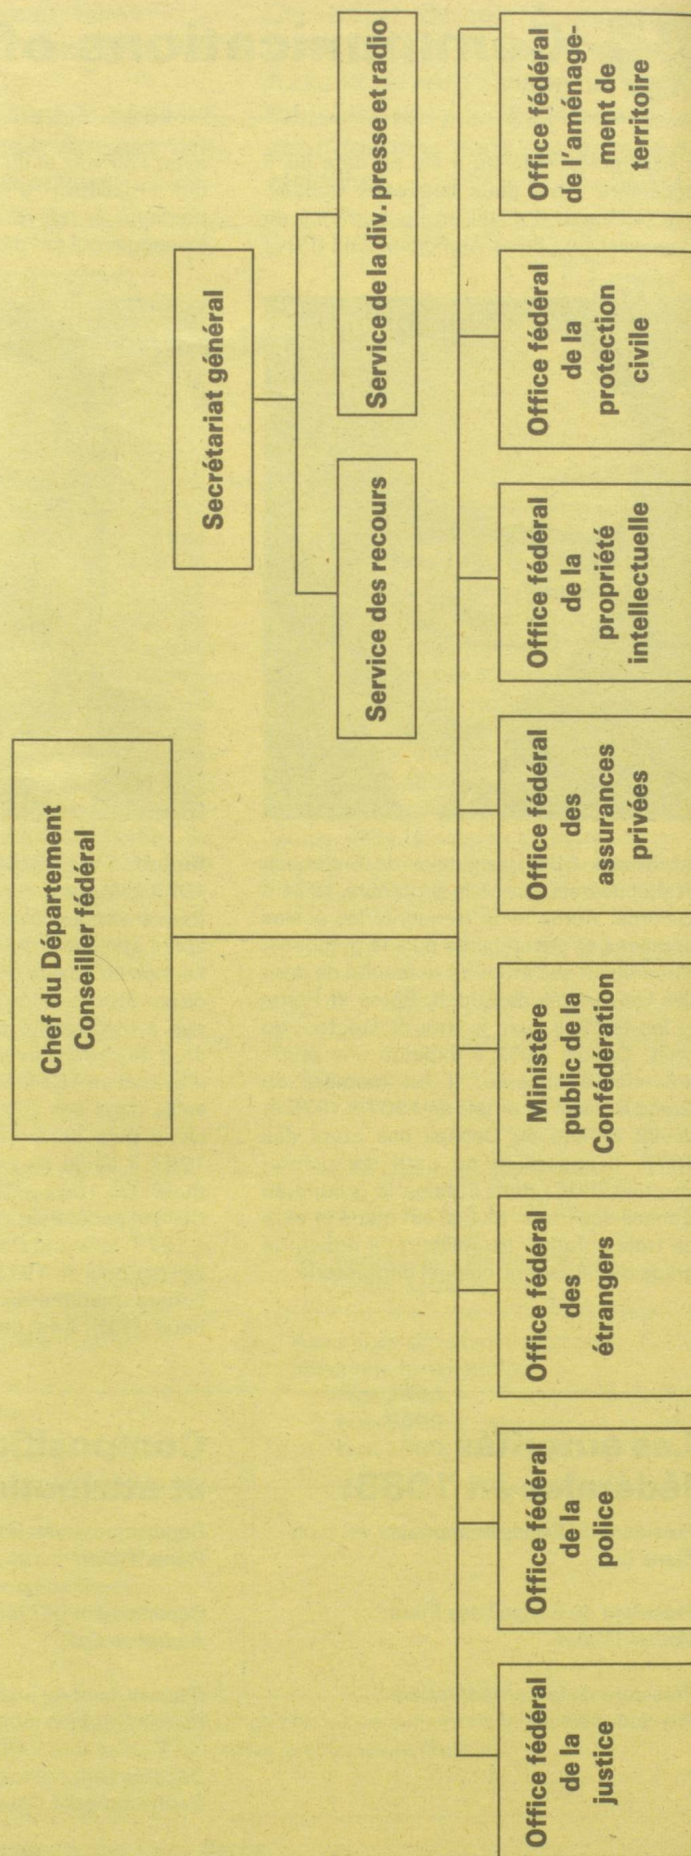 Chef du Département
Conseiller fédéral
Secrétariat général
Service des recours
Service de la div. presse et radio
Office fédéral
de la
justice
Office fédéral
de la
police
Office fédéral
des
étrangers
Ministère
public de la
Confédération
Office fédéral
des
assurances
privées
Office fédéral
de la
propriété
intellectuelle
Office fédéral
de la
protection
civile
Office fédéral
de l'aménage-
ment de
territoire